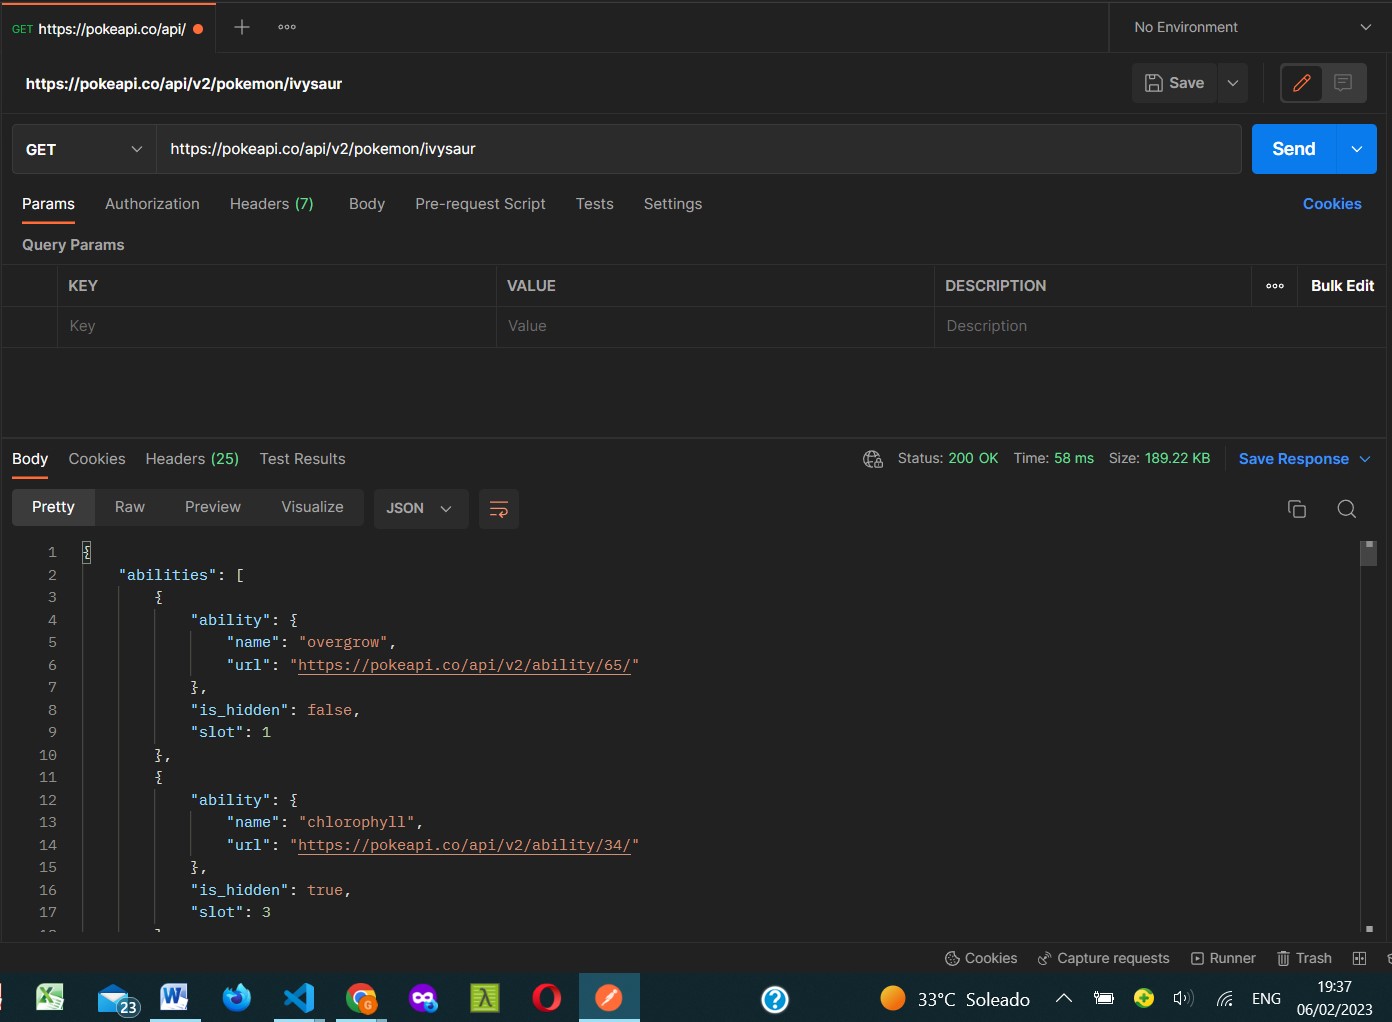 GET https://pokeapi.co/api/
No Environment
https://pokeapi.co/api/v2/pokemon/ivysaur
Save
GET https://pokeapi.co/api/v2/pokemon/ivysaur Send
Params Authorization Headers (7) Body Pre-request Script Tests Settings Cookies
Query Params
KEY VALUE DESCRIPTION Bulk Edit
Key Value Description
Body Cookies Headers (25) Test Results Status: 200 OK Time: 58 ms Size: 189.22 KB Save Response
Pretty Raw Preview Visualize JSON
1 {
2 "abilities": [
3 {
4 "ability": {
5 "name": "overgrow",
6 "url": "https://pokeapi.co/api/v2/ability/65/"
7 },
8 "is_hidden": false,
9 "slot": 1
10 },
11 {
12 "ability": {
13 "name": "chlorophyll",
14 "url": "https://pokeapi.co/api/v2/ability/34/"
15 },
16 "is_hidden": true,
17 "slot": 3
Cookies Capture requests Runner Trash
23
33°C Soleado ENG 19:37
06/02/2023